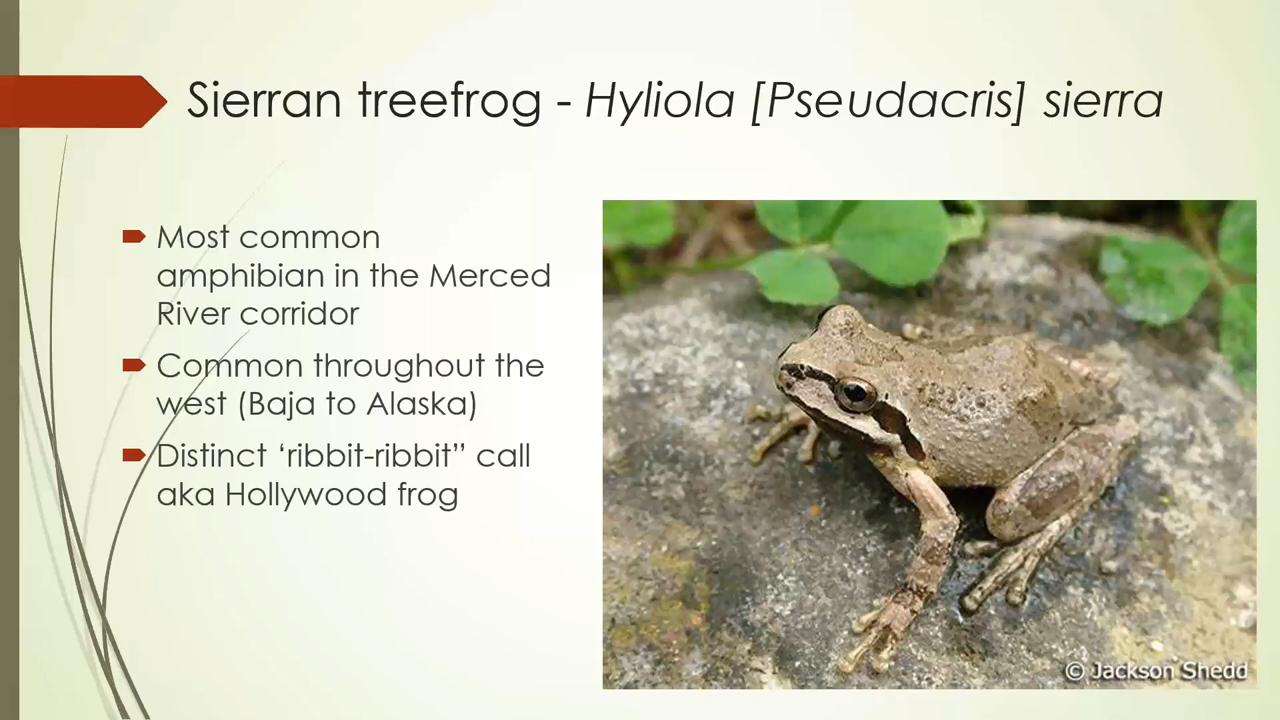 Sierran treefrog - Hyliola [Pseudacris] sierra
Most common
amphibian in the Merced
River corridor
Common throughout the
west (Baja to Alaska)
Distinct ‘ribbit-ribbit” call
aka Hollywood frog
© Jackson Shedd